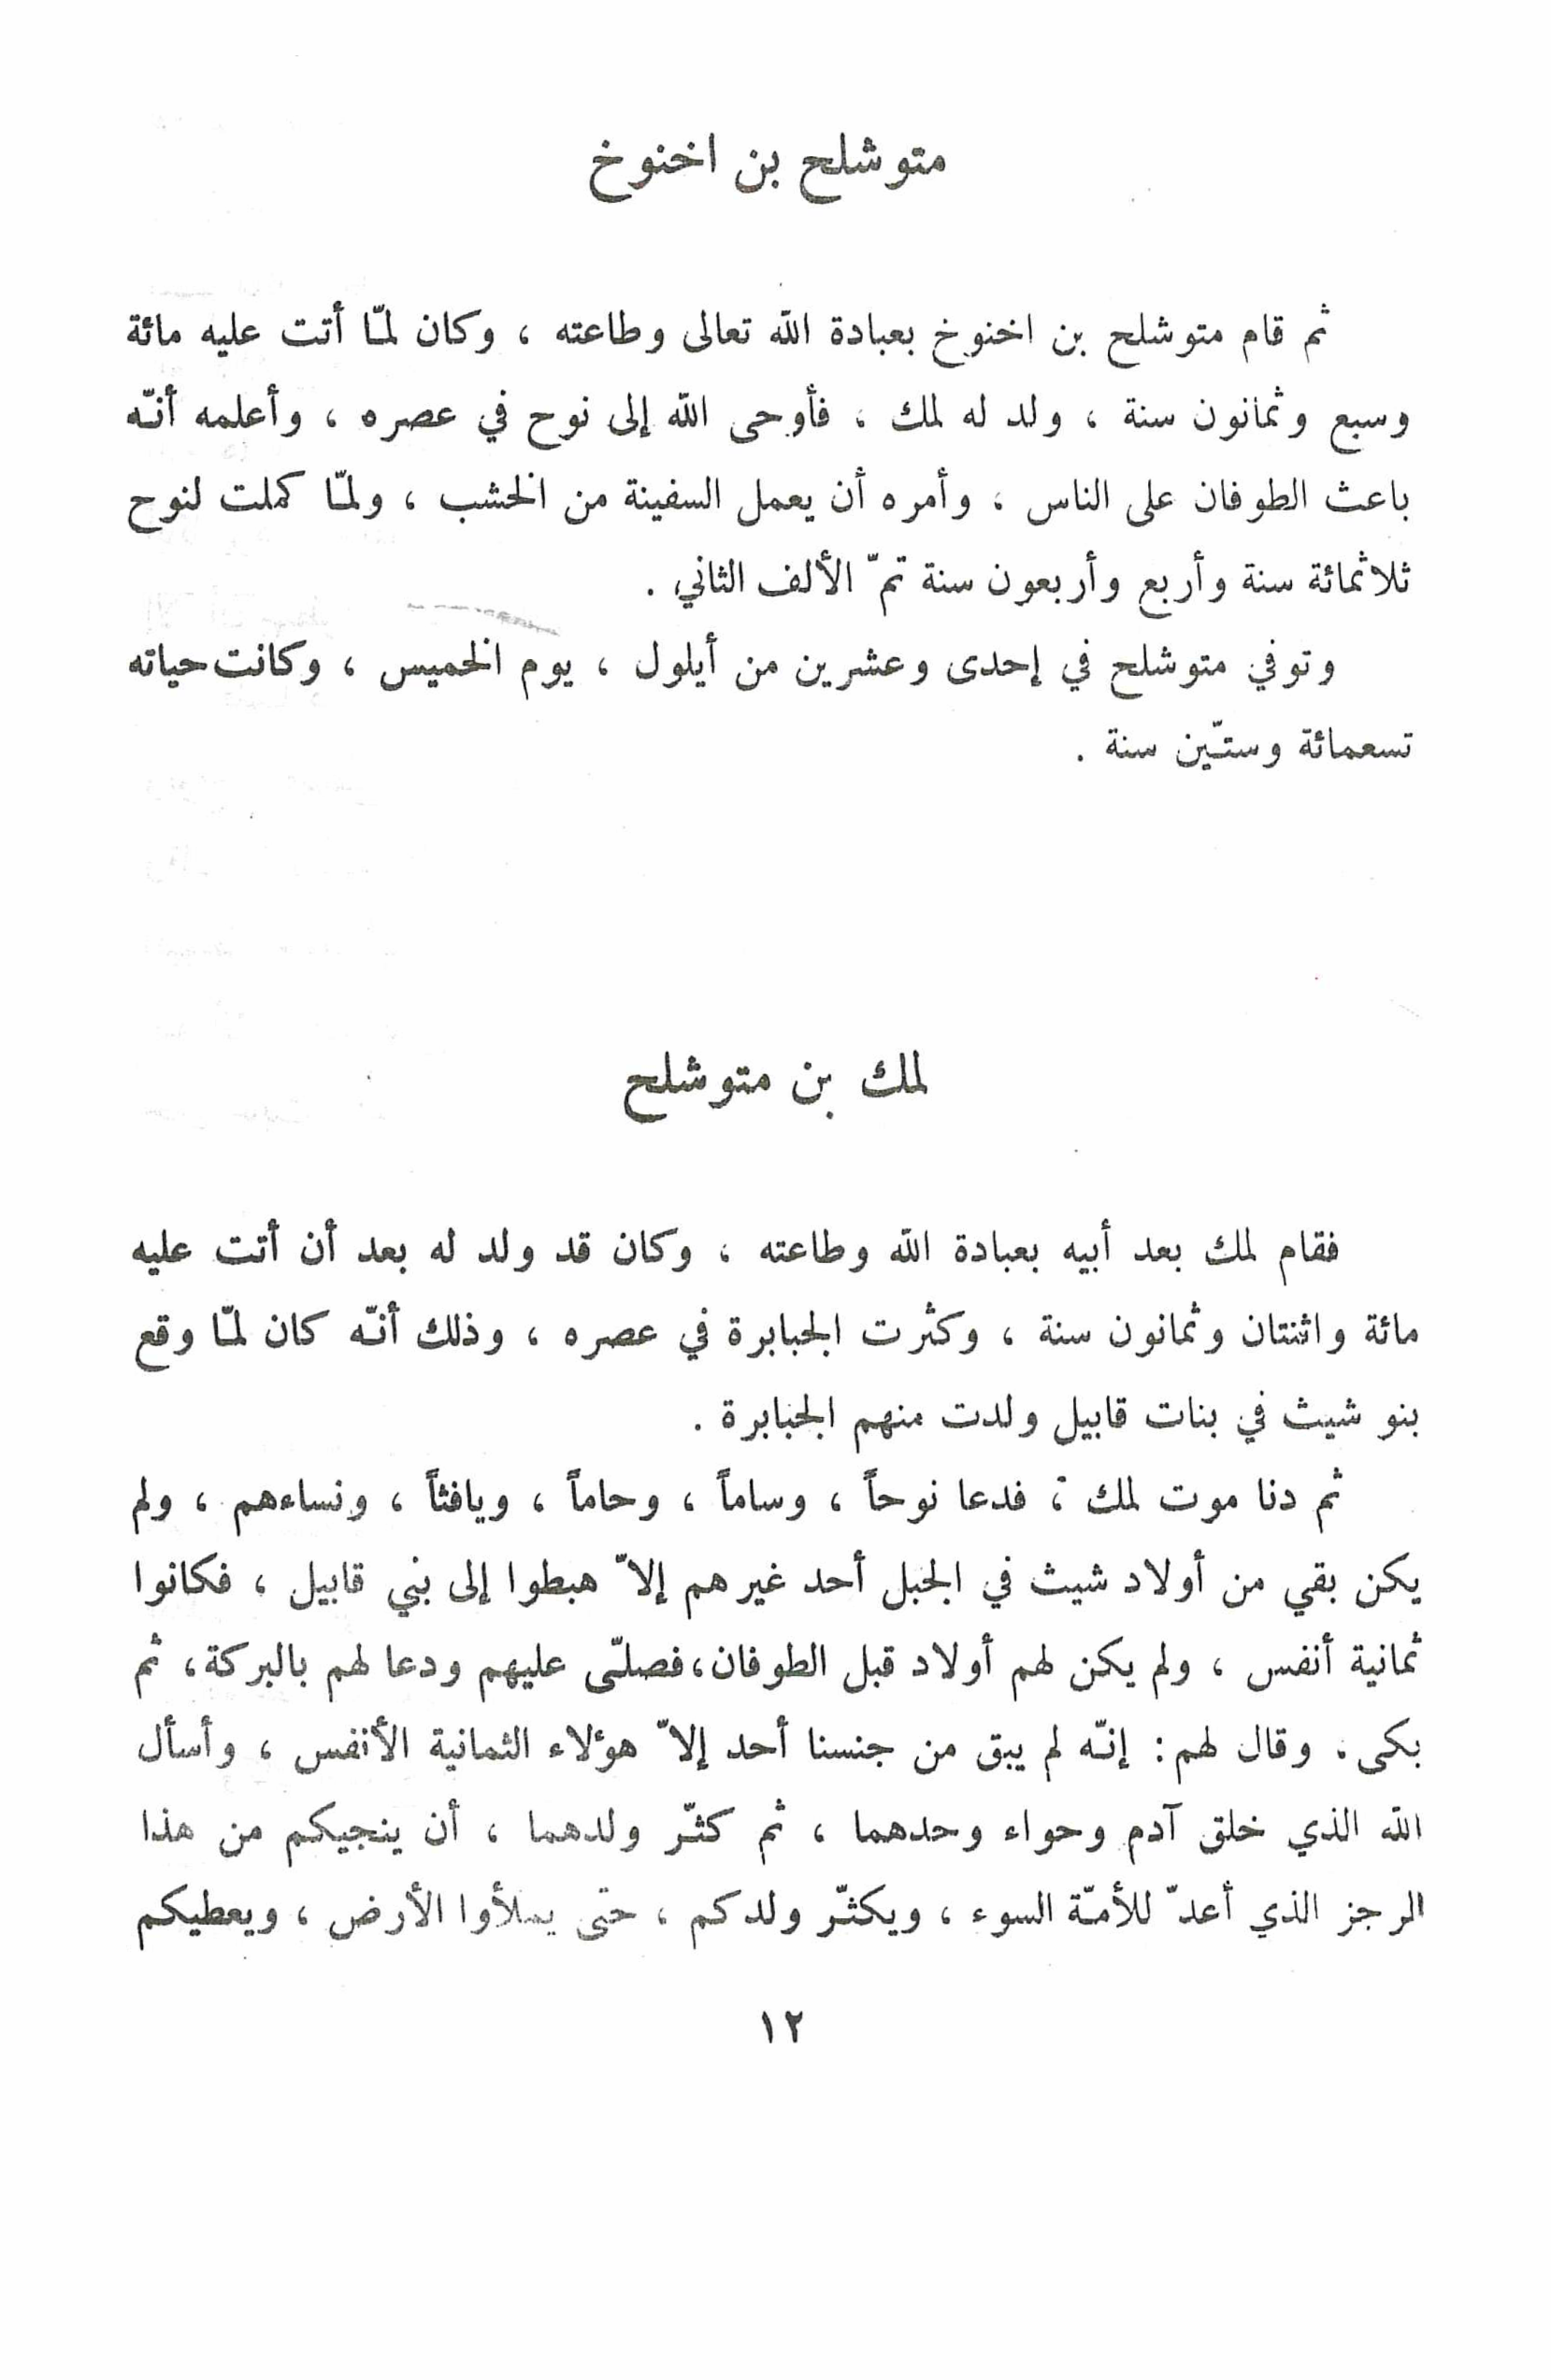 متوشلح بن اخنوخ
ثم قام متوشلح بن اخنوخ بعبادة الله تعالى وطاعته ، وكان لمّا أتت عليه مائة
وسبع وثمانون سنة ، ولد له لمك ، فأوحى الله إلى نوح في عصره ، وأعلمه أنّه
باعث الطوفان على الناس ، وأمره أن يعمل السفينة من الخشب ، ولمّا كملت لنوح
ثلاثمائة سنة وأربع وأربعون سنة تمّ الألف الثاني .
وتوفي متوشلح في إحدى وعشرين من أيلول ، يوم الخميس ، وكانت حياته
تسعمائة وستّين سنة .
لمك بن متوشلح
فقام لمك بعد أبيه بعبادة الله وطاعته ، وكان قد ولد له بعد أن أتت عليه
مائة واثنتان وثمانون سنة ، وكثرت الجبابرة في عصره ، وذلك أنّه كان لمّا وقع
بنو شيث في بنات قابيل ولدت منهم الجبابرة .
ثم دنا موت لمك ، فدعا نوحاً ، وساماً ، وحاماً ، ويافثاً ، ونساءهم ، ولم
يكن بقي من أولاد شيث في الجبل أحد غيرهم إلاّ هبطوا إلى بني قابيل ، فكانوا
ثمانية أنفس ، ولم يكن لهم أولاد قبل الطوفان، فصلّى عليهم ودعا لهم بالبركة، ثم
بكى. وقال لهم: إنّه لم يبق من جنسنا أحد إلاّ هؤلاء الثمانية الأنفس ، وأسأل
الله الذي خلق آدم وحواء وحدهما ، ثم كثّر ولدهما ، أن ينجيكم من هذا
الرجز الذي أعدّ للأمّة السوء ، ويكثّر ولدكم ، حتى يملأوا الأرض ، ويعطيكم
١٢